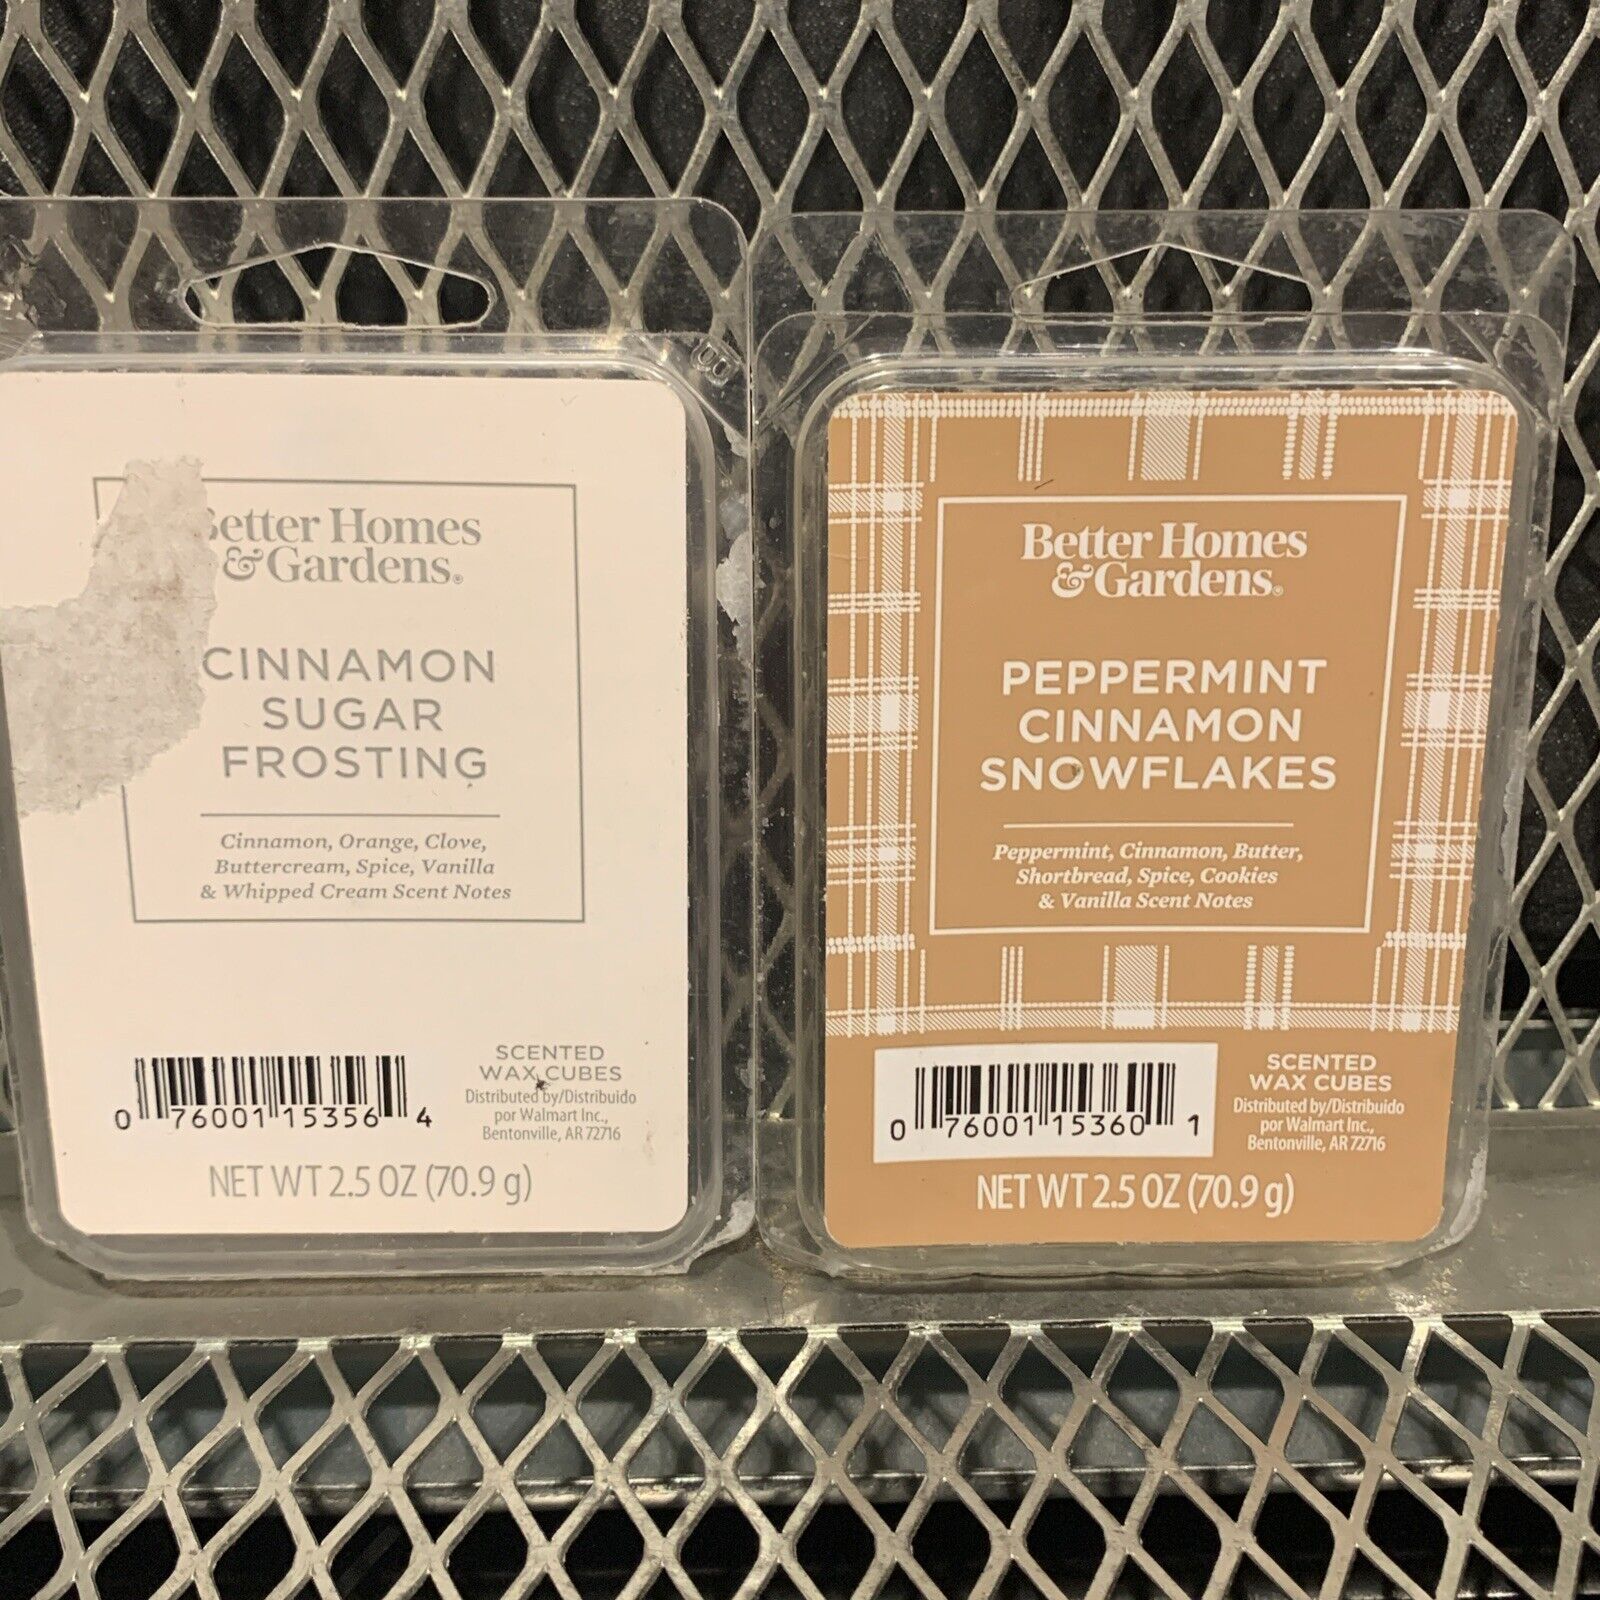 etter Homes
&Gardens®
CINNAMON
SUGAR
FROSTING
Cinnamon, Orange, Clove,
Buttercream, Spice, Vanilla
& Whipped Cream Scent Notes
SCENTED
WAX CUBES
Distributed by/Distribuido
por Walmart Inc.,
Bentonville, AR 72716
0 76001 15356 4
NET WT 2.5 OZ (70.9 g)
Better Homes
&Gardens®
PEPPERMINT
CINNAMON
SNOWFLAKES
Peppermint, Cinnamon, Butter,
Shortbread, Spice, Cookies
& Vanilla Scent Notes
SCENTED
WAX CUBES
Distributed by/Distribuido
por Walmart Inc.,
Bentonville, AR 72716
0 76001 15360 1
NET WT 2.5 OZ (70.9 g)